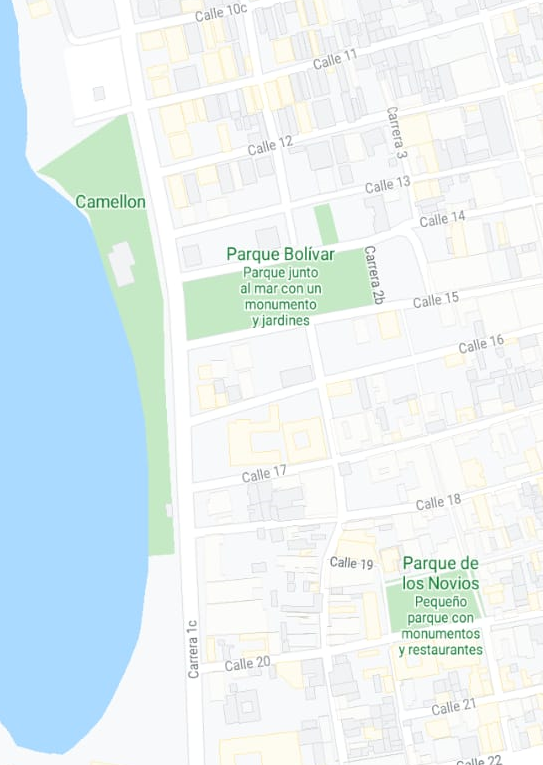 Calle 10c
Calle 11
Carrera 3
Calle 12
Calle 13
Camellon
Calle 14
Parque Bolívar
Parque junto
al mar con un
monumento
y jardines
Carrera 2b
Calle 15
Calle 16
Calle 17
Calle 18
Calle 19
Parque de
los Novios
Pequeño
parque con
monumentos
y restaurantes
Carrera 1c
Calle 20
Calle 21
Calle 22